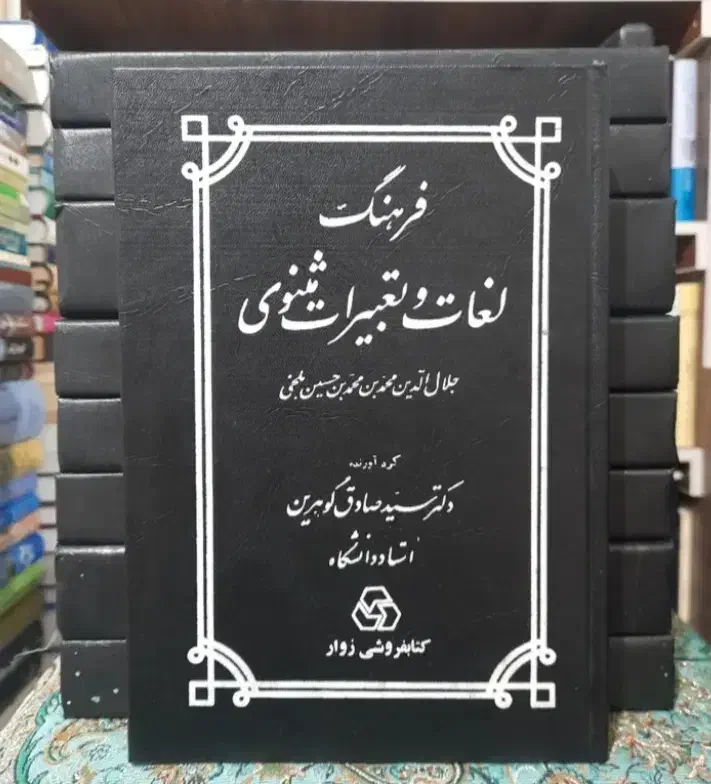 فرهنگ
لغات و تعبیرات مثنوی
جلال الدین محمد بن محمد بن حسین بلخی
گرد آورنده
دکتر سید صادق گوهرین
استاد دانشگاه
کتابفروشی زوار